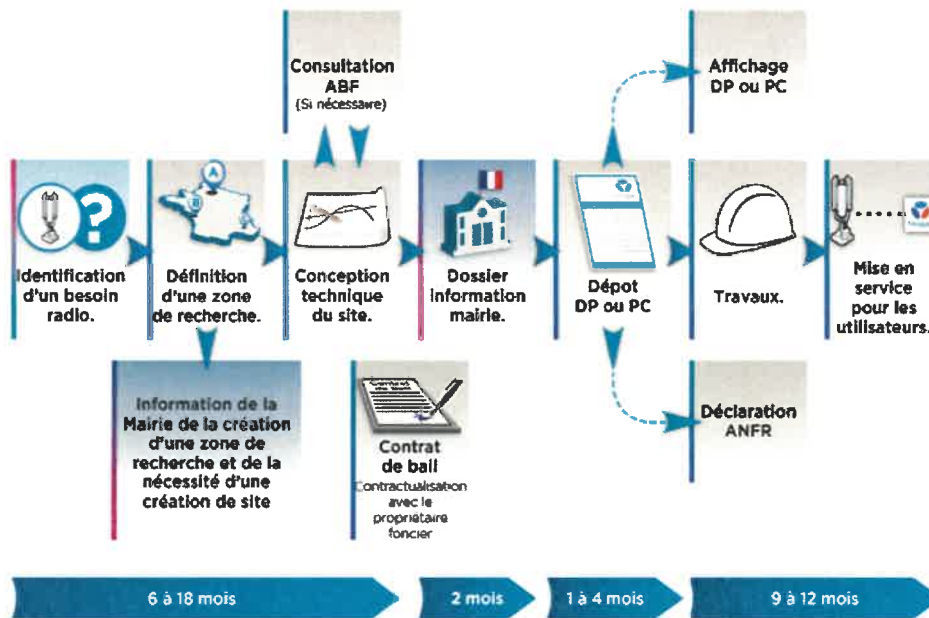 Consultation
ABF
(Si nécessaire)
Affichage
DP ou PC
A
B
Identification
d'un besoin
radio.
Définition
d'une zone
de recherche.
Conception
technique
du site.
Dossier
Information
mairie.
Dépot
DP ou PC
Travaux.
Mise en
service
pour les
utilisateurs.
Information de la
Mairie de la création
d'une zone de
recherche et de la
nécessité d'une
création de site
Contrat
de bail
Contractualisation
avec le
propriétaire
foncier
Déclaration
ANFR
6 à 18 mois
2 mois
1 à 4 mois
9 à 12 mois